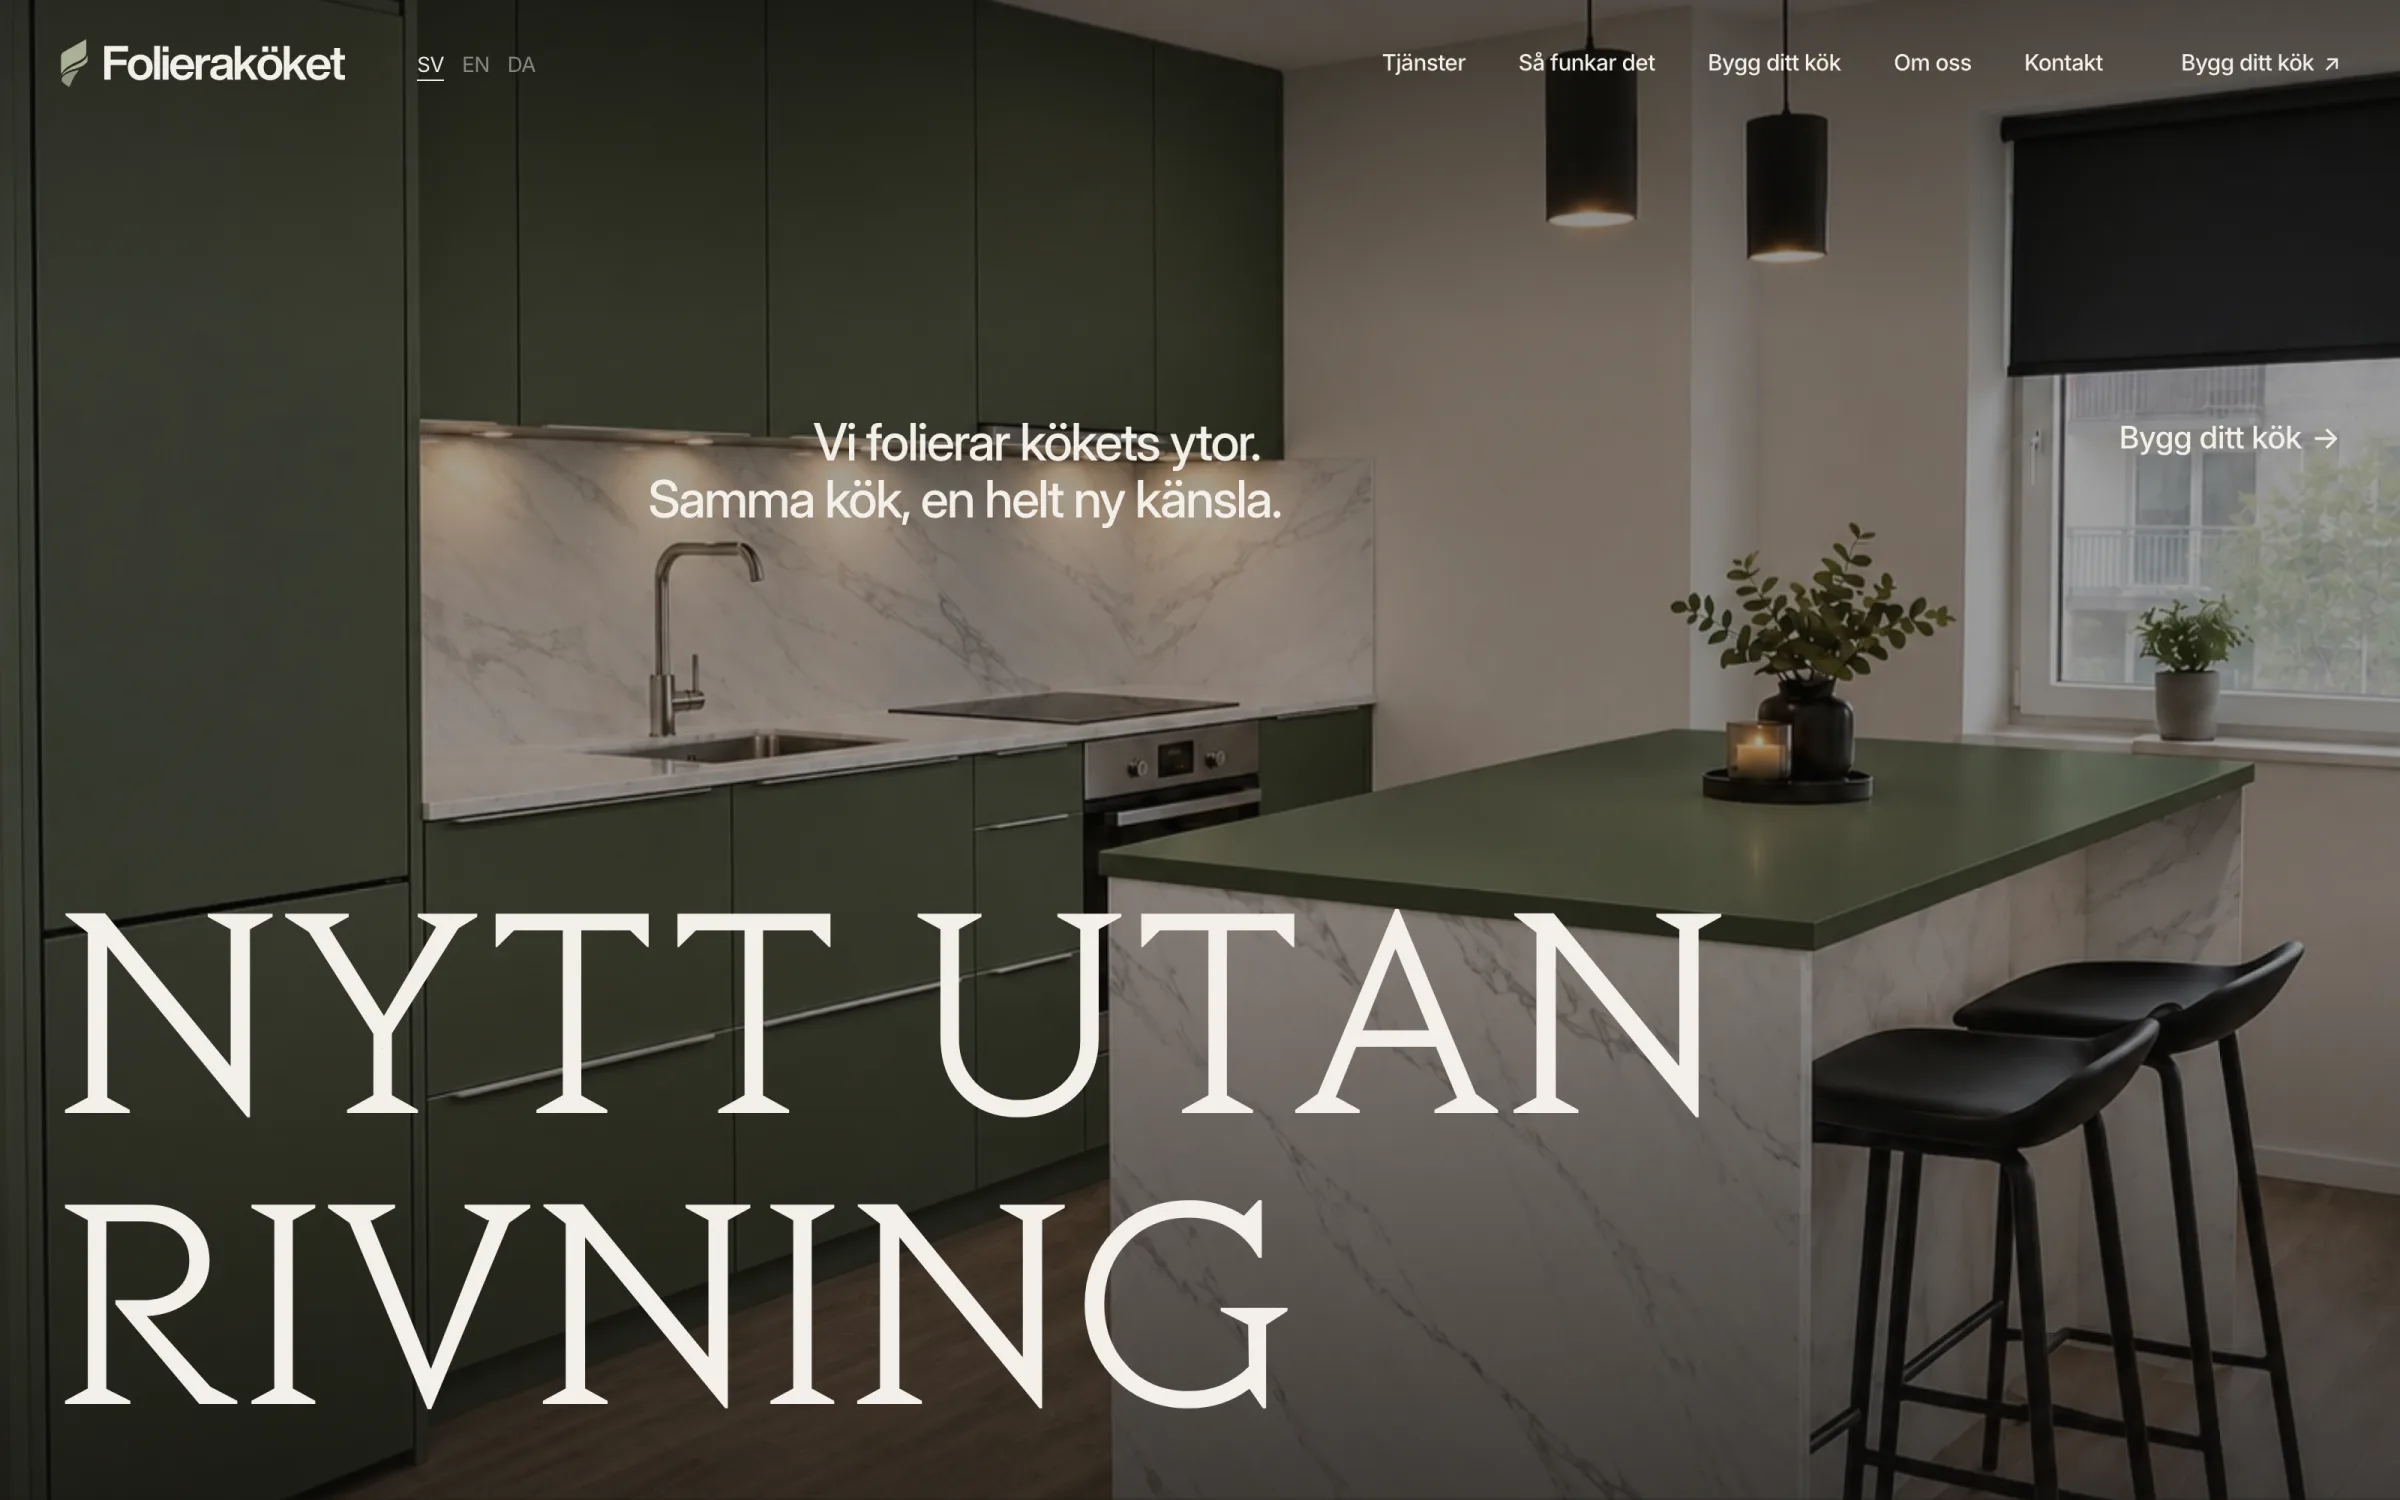 Folieraköket
SV EN DA
Tjänster Så funkar det Bygg ditt kök Om oss Kontakt Bygg ditt kök ↗
Vi folierar kökets ytor.
Samma kök, en helt ny känsla.
Bygg ditt kök →
NYTT UTAN
RIVNING